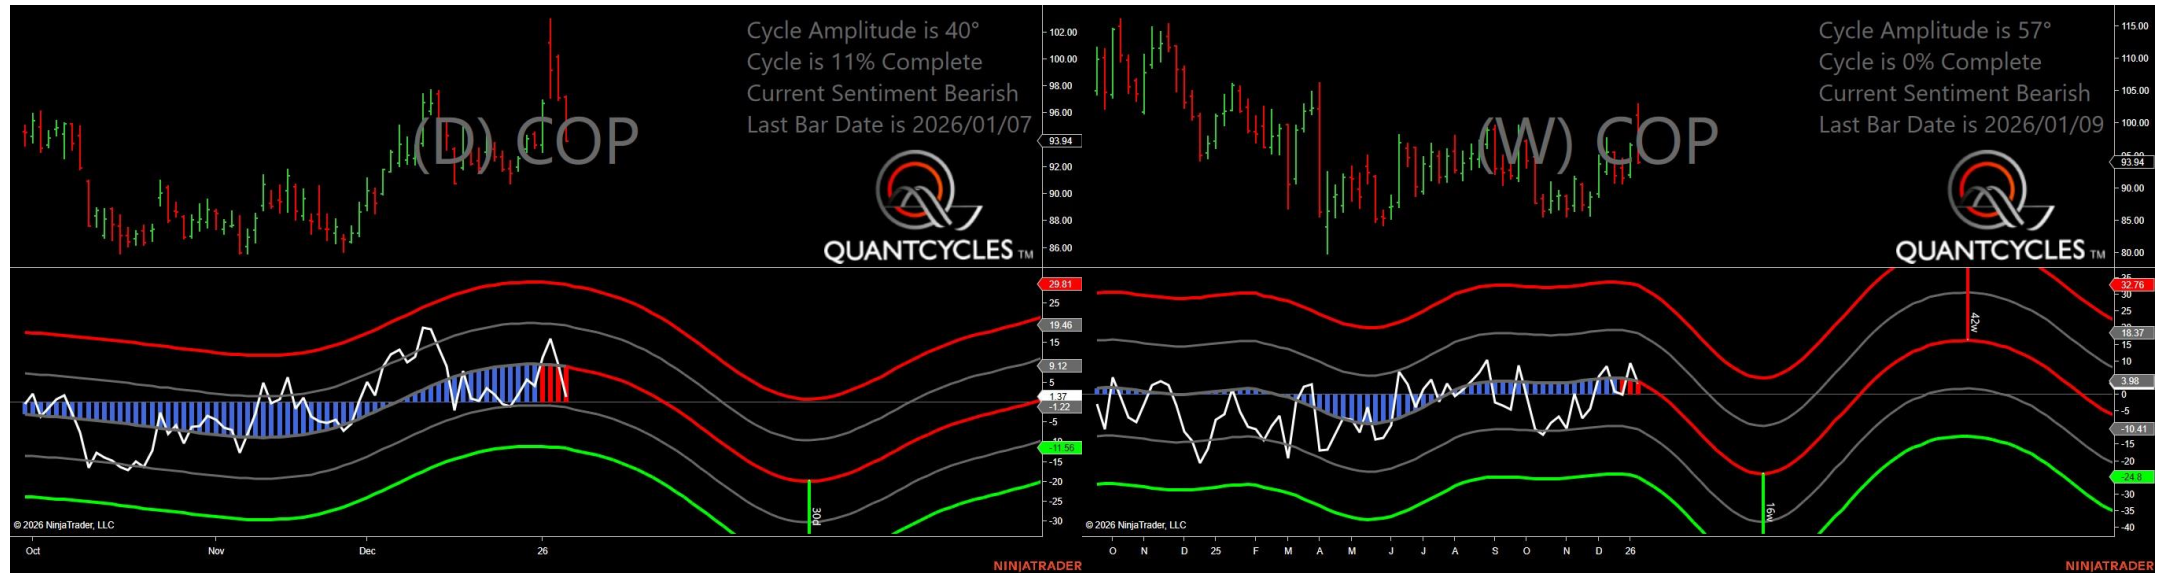 Cycle Amplitude is 40°
Cycle is 11% Complete
Current Sentiment Bearish
Last Bar Date is 2026/01/07
(D) COP
QUANTCYCLES TM
102.00
100.00
98.00
96.00
93.94
92.00
90.00
88.00
86.00
29.81
25
19.46
15
9.12
5
1.37
-1.22
-5
-11.56
-15
-20
-25
-30
30d
© 2026 NinjaTrader, LLC
Oct Nov Dec 26
NINJATRADER
Cycle Amplitude is 57°
Cycle is 0% Complete
Current Sentiment Bearish
Last Bar Date is 2026/01/09
(W) COP
QUANTCYCLES TM
115.00
110.00
105.00
100.00
93.94
90.00
85.00
80.00
32.76
30
25
18.37
15
10
3.98
0
-5
-10.41
-15
-20
-24.8
-30
-35
-40
42w
16w
© 2026 NinjaTrader, LLC
O N D 25 F M A M J J A S O N D 26
NINJATRADER